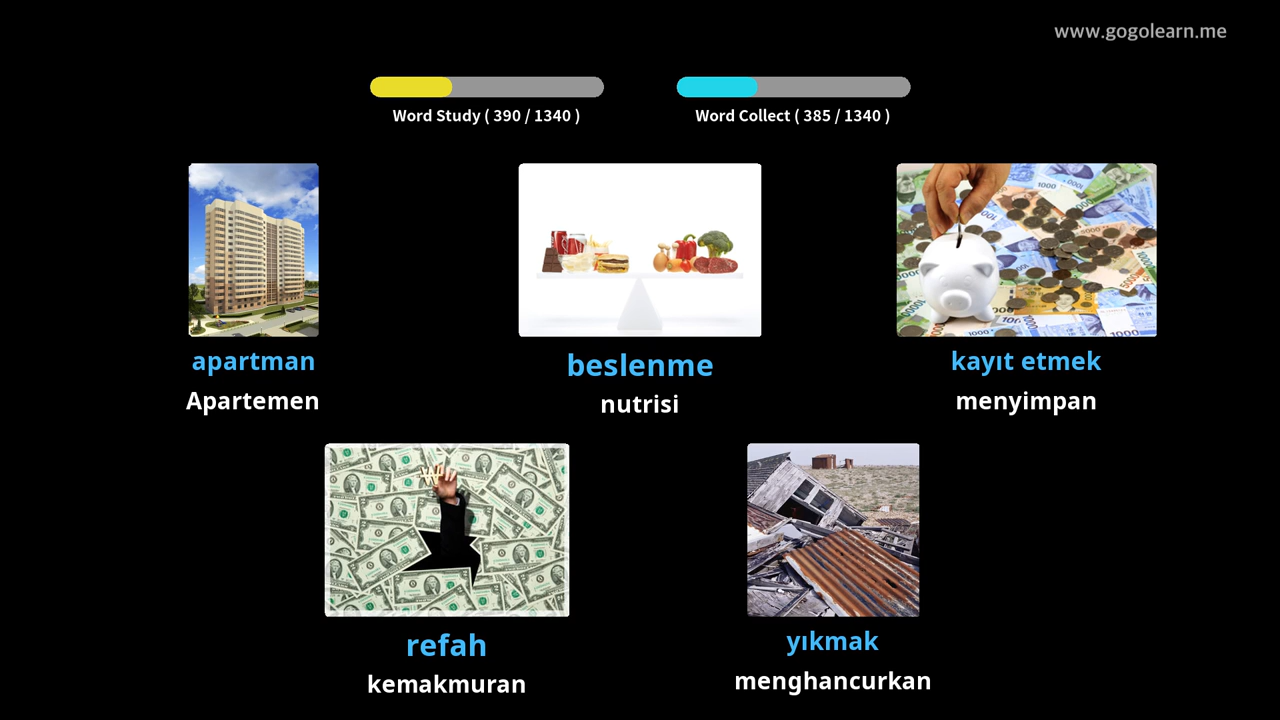 www.gogolearn.me
Word Study ( 390 / 1340 )
Word Collect ( 385 / 1340 )
apartman
Apartemen
beslenme
nutrisi
kayıt etmek
menyimpan
refah
kemakmuran
yıkmak
menghancurkan